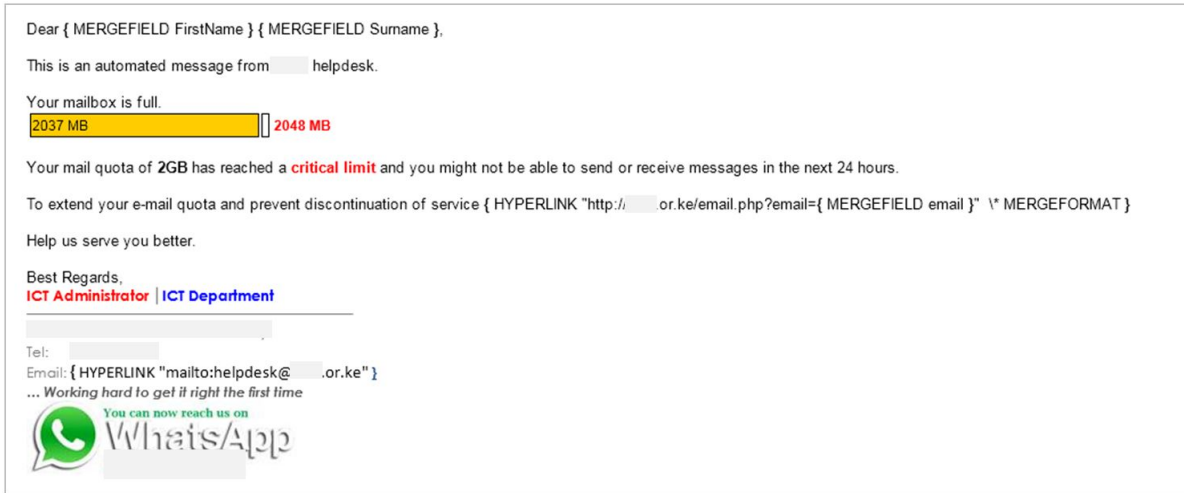 Dear { MERGEFIELD FirstName } { MERGEFIELD Surname },
This is an automated message from helpdesk.
Your mailbox is full.
2037 MB 2048 MB
Your mail quota of 2GB has reached a critical limit and you might not be able to send or receive messages in the next 24 hours.
To extend your e-mail quota and prevent discontinuation of service { HYPERLINK "http:// .or.ke/email.php?email={ MERGEFIELD email }" \* MERGEFORMAT }
Help us serve you better.
Best Regards,
ICT Administrator | ICT Department
Tel:
Email: { HYPERLINK "mailto:helpdesk@ .or.ke" }
... Working hard to get it right the first time
You can now reach us on
WhatsApp